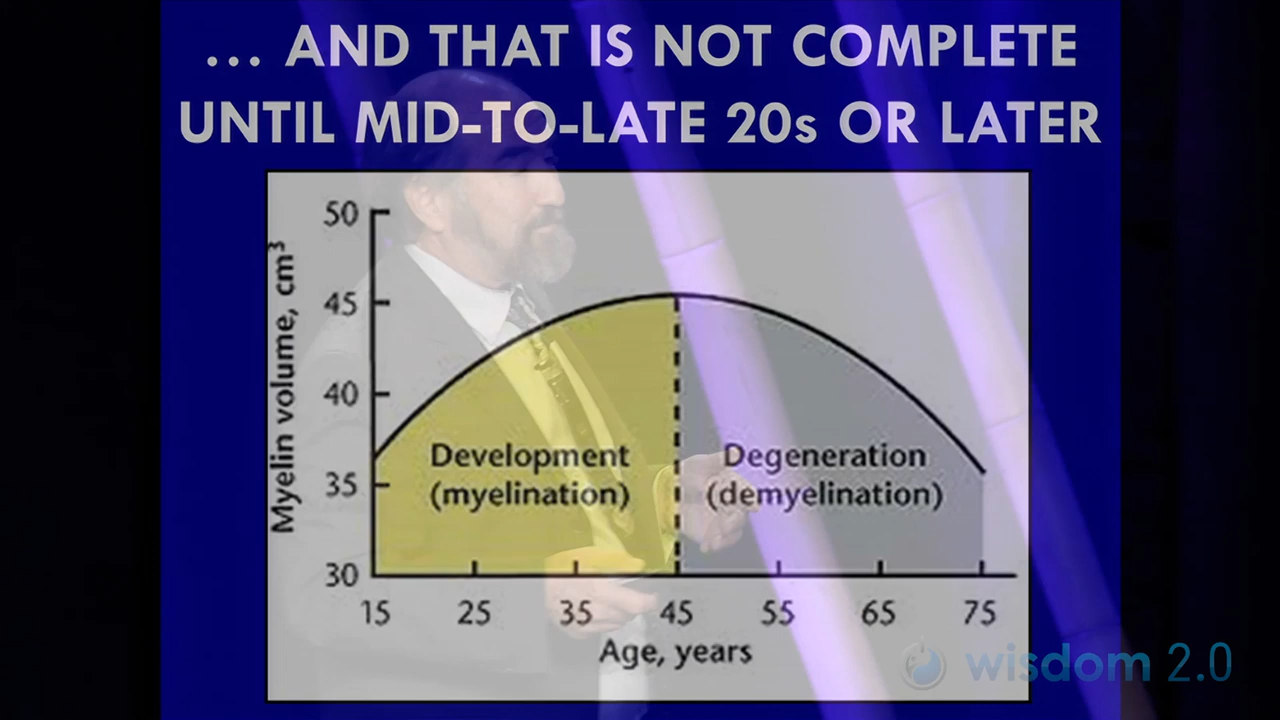 ... AND THAT IS NOT COMPLETE
UNTIL MID-TO-LATE 20s OR LATER
Myelin volume, cm³
50
45
40
35
30
Development
(myelination)
Degeneration
(demyelination)
15 25 35 45 55 65 75
Age, years
wisdom 2.0